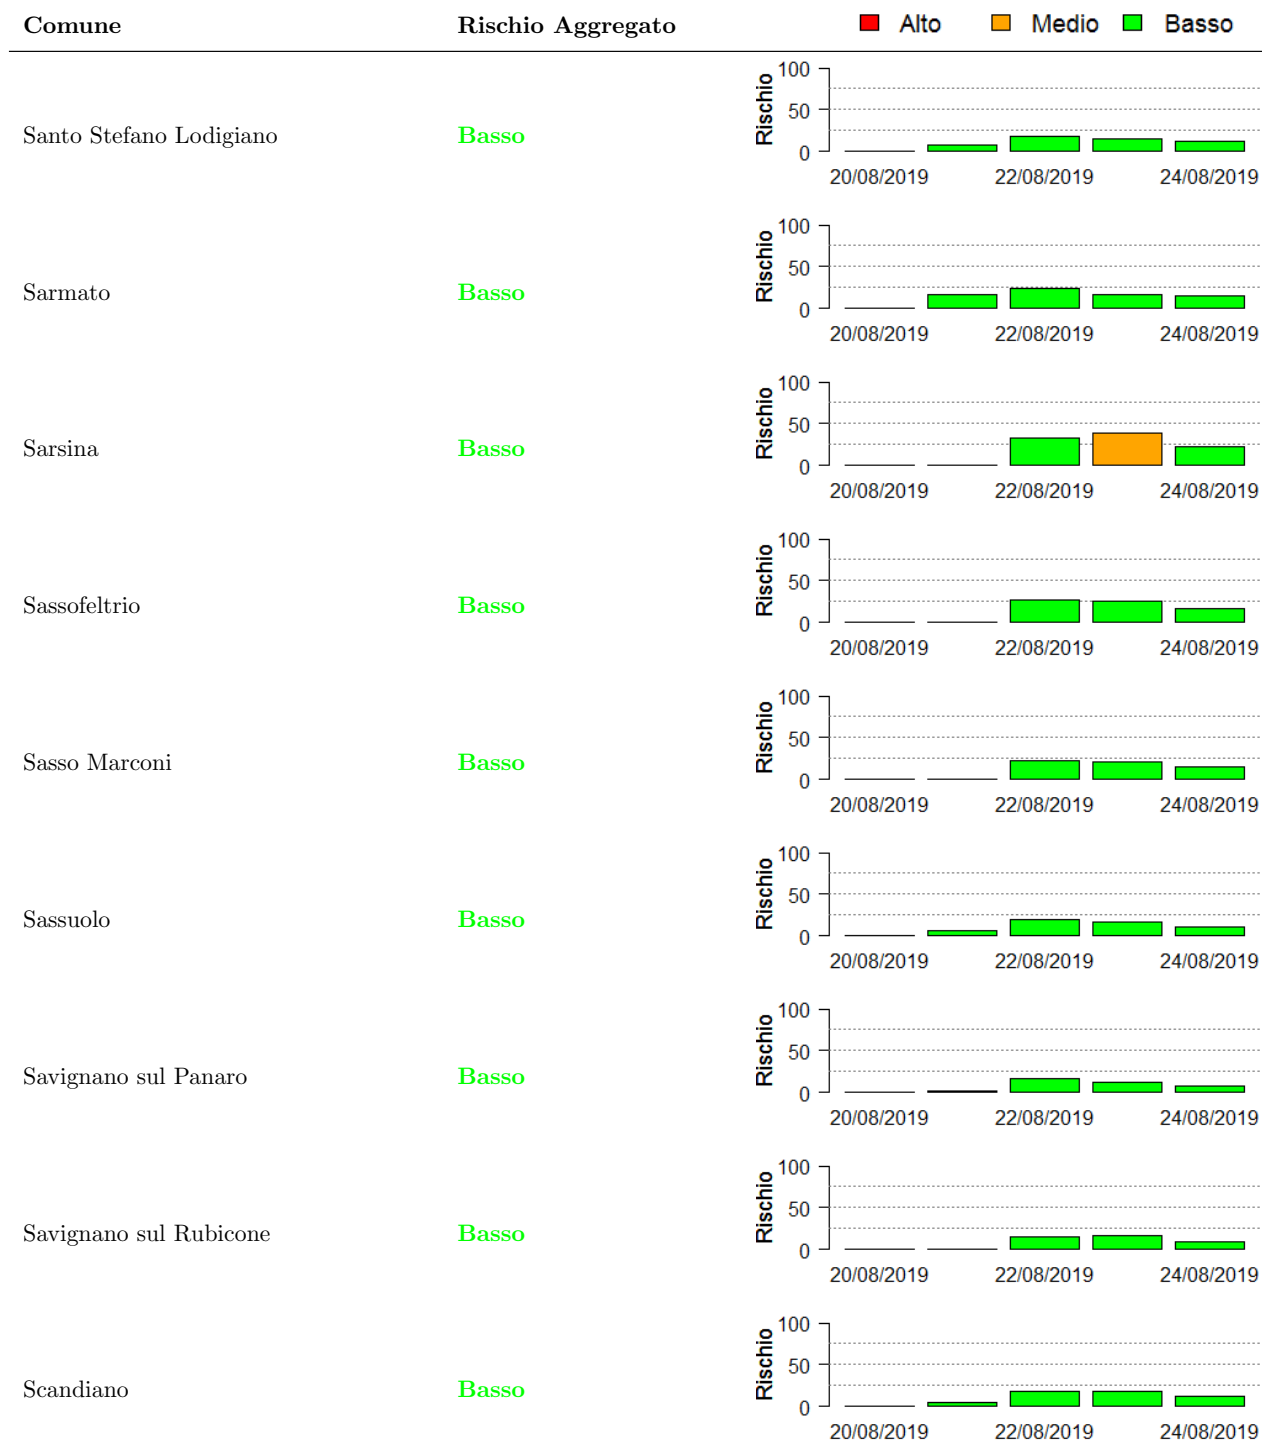 Comune Rischio Aggregato Alto Medio Basso
Santo Stefano Lodigiano Basso
Rischio
100
50
0
20/08/2019 22/08/2019 24/08/2019
Sarmato Basso
Rischio
100
50
0
20/08/2019 22/08/2019 24/08/2019
Sarsina Basso
Rischio
100
50
0
20/08/2019 22/08/2019 24/08/2019
Sassofeltrio Basso
Rischio
100
50
0
20/08/2019 22/08/2019 24/08/2019
Sasso Marconi Basso
Rischio
100
50
0
20/08/2019 22/08/2019 24/08/2019
Sassuolo Basso
Rischio
100
50
0
20/08/2019 22/08/2019 24/08/2019
Savignano sul Panaro Basso
Rischio
100
50
0
20/08/2019 22/08/2019 24/08/2019
Savignano sul Rubicone Basso
Rischio
100
50
0
20/08/2019 22/08/2019 24/08/2019
Scandiano Basso
Rischio
100
50
0
20/08/2019 22/08/2019 24/08/2019